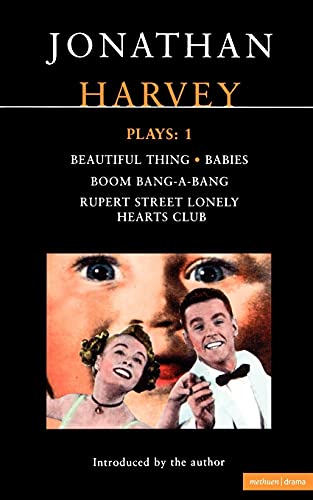 JONATHAN
HARVEY
PLAYS: 1
BEAUTIFUL THING • BABIES
BOOM BANG-A-BANG
RUPERT STREET LONELY
HEARTS CLUB
Introduced by the author
methuen | drama